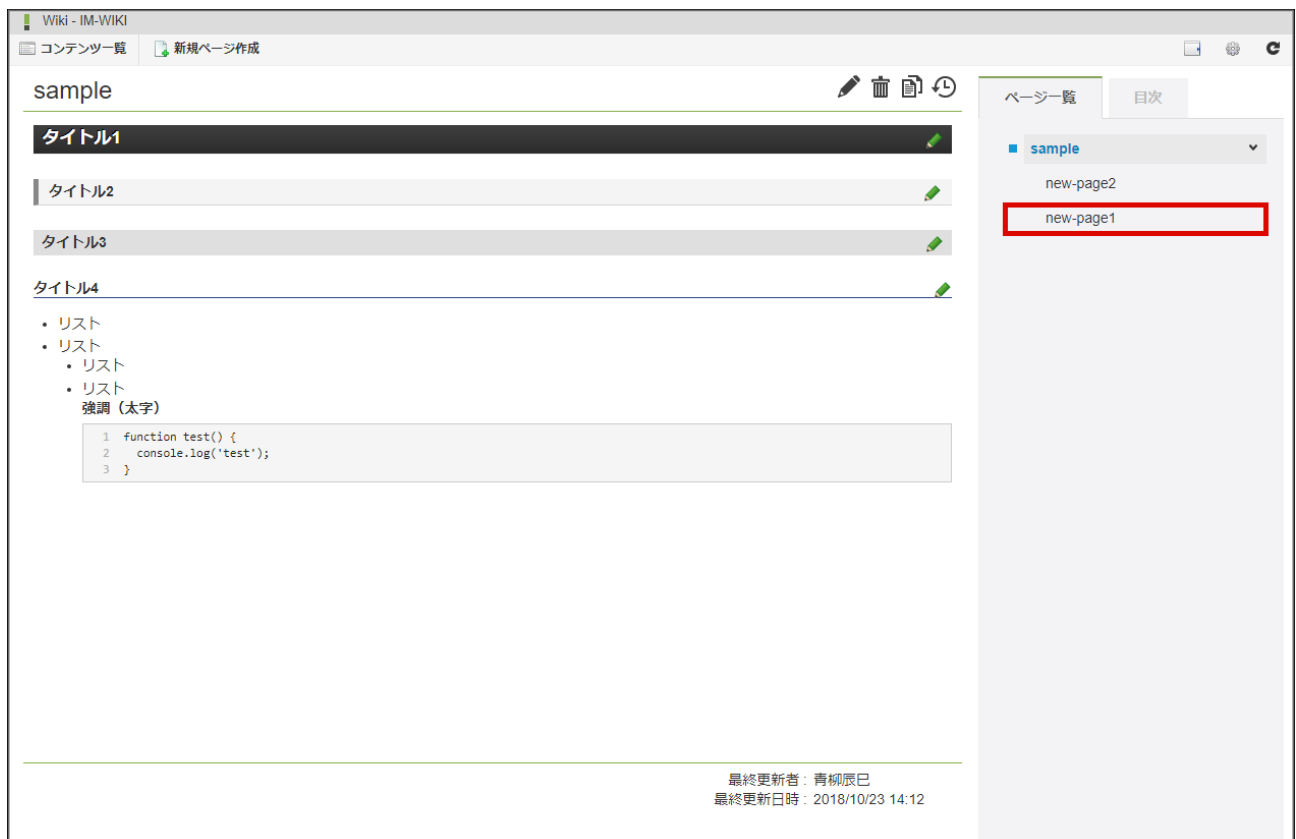 Wiki - IM-WIKI
コンテンツ一覧 新規ページ作成
sample
タイトル1
タイトル2
タイトル3
タイトル4
• リスト
• リスト
• リスト
• リスト
強調（太字）
1 function test() {
2 console.log('test');
3 }
最終更新者 : 青柳辰巳
最終更新日時 : 2018/10/23 14:12
ページ一覧 目次
sample
new-page2
new-page1